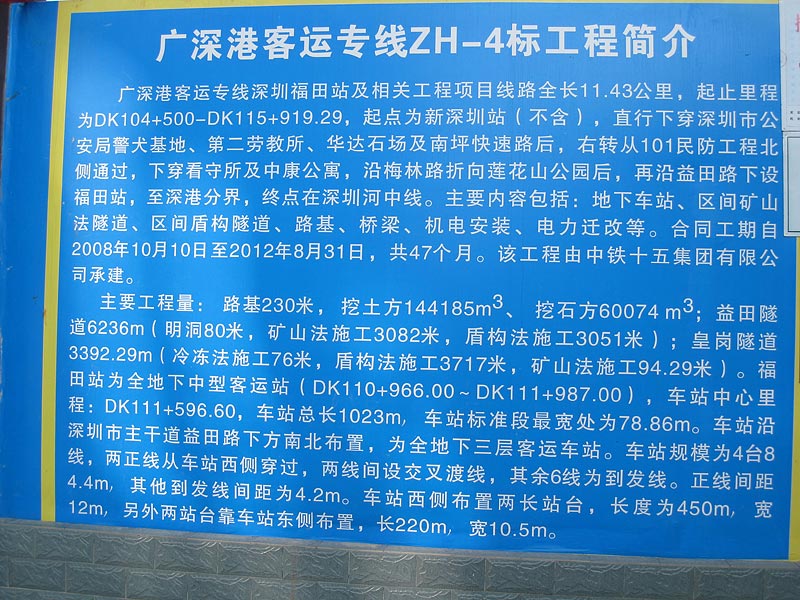 广深港客运专线ZH-4标工程简介
广深港客运专线深圳福田站及相关工程项目线路全长11.43公里，起止里程
为DK104+500-DK115+919.29，起点为新深圳站（不含），直行下穿深圳市公
安局警犬基地、第二劳教所、华达石场及南坪快速路后，右转从101民防工程北
侧通过，下穿看守所及中康公寓，沿梅林路折向莲花山公园后，再沿益田路下设
福田站，至深港分界，终点在深圳河中线。主要内容包括：地下车站、区间矿山
法隧道、区间盾构隧道、路基、桥梁、机电安装、电力迁改等。合同工期自
2008年10月10日至2012年8月31日，共47个月。该工程由中铁十五集团有限公
司承建。
主要工程量： 路基230米，挖土方144185m³、 挖石方60074 m³；益田隧
道6236m（明洞80米，矿山法施工3082米，盾构法施工3051米）；皇岗隧道
3392.29m（冷冻法施工76米，盾构法施工3717米，矿山法施工94.29米）。福
田站为全地下中型客运站（DK110+966.00～DK111+987.00），车站中心里
程：DK111+596.60，车站总长1023m，车站标准段最宽处为78.86m。车站沿
深圳市主干道益田路下方南北布置，为全地下三层客运车站。车站规模为4台8
线，两正线从车站西侧穿过，两线间设交叉渡线，其余6线为到发线。正线间距
4.4m，其他到发线间距为4.2m。车站西侧布置两长站台，长度为450m，宽
12m，另外两站台靠车站东侧布置，长220m，宽10.5m。